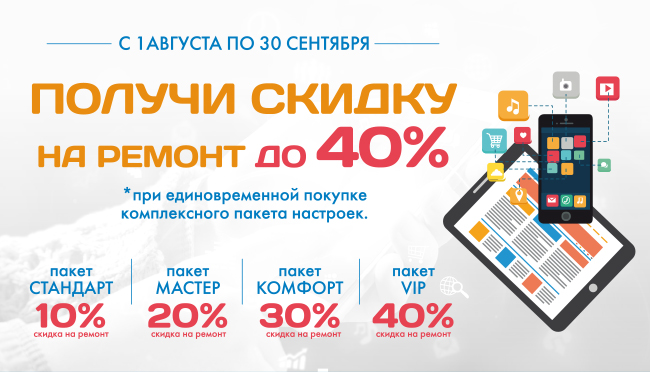 С 1АВГУСТА ПО 30 СЕНТЯБРЯ
ПОЛУЧИ СКИДКУ
НА РЕМОНТ ДО 40%
*при единовременной покупке
комплексного пакета настроек.
пакет пакет пакет пакет
СТАНДАРТ МАСТЕР КОМФОРТ VIP
10% 20% 30% 40%
скидка на ремонт скидка на ремонт скидка на ремонт скидка на ремонт